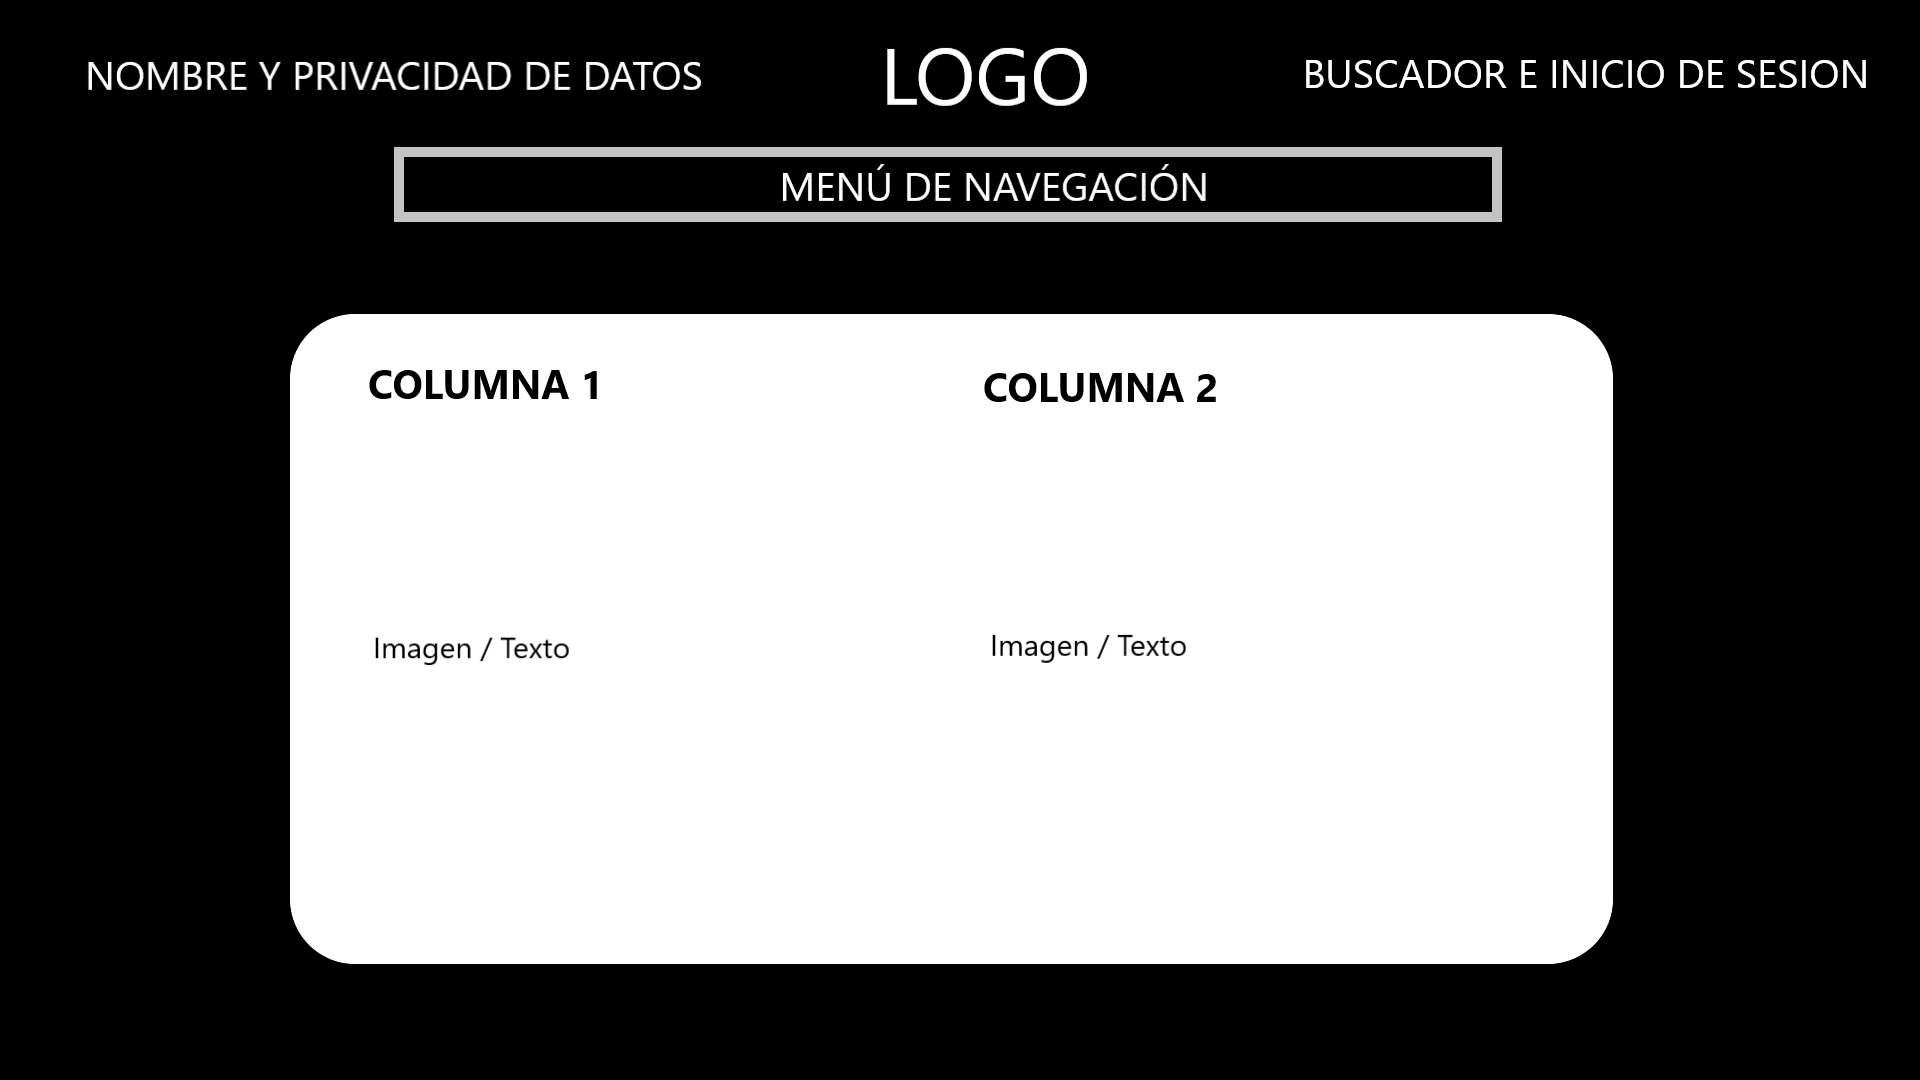 NOMBRE Y PRIVACIDAD DE DATOS
LOGO
BUSCADOR E INICIO DE SESION
MENÚ DE NAVEGACIÓN
COLUMNA 1
COLUMNA 2
Imagen / Texto
Imagen / Texto